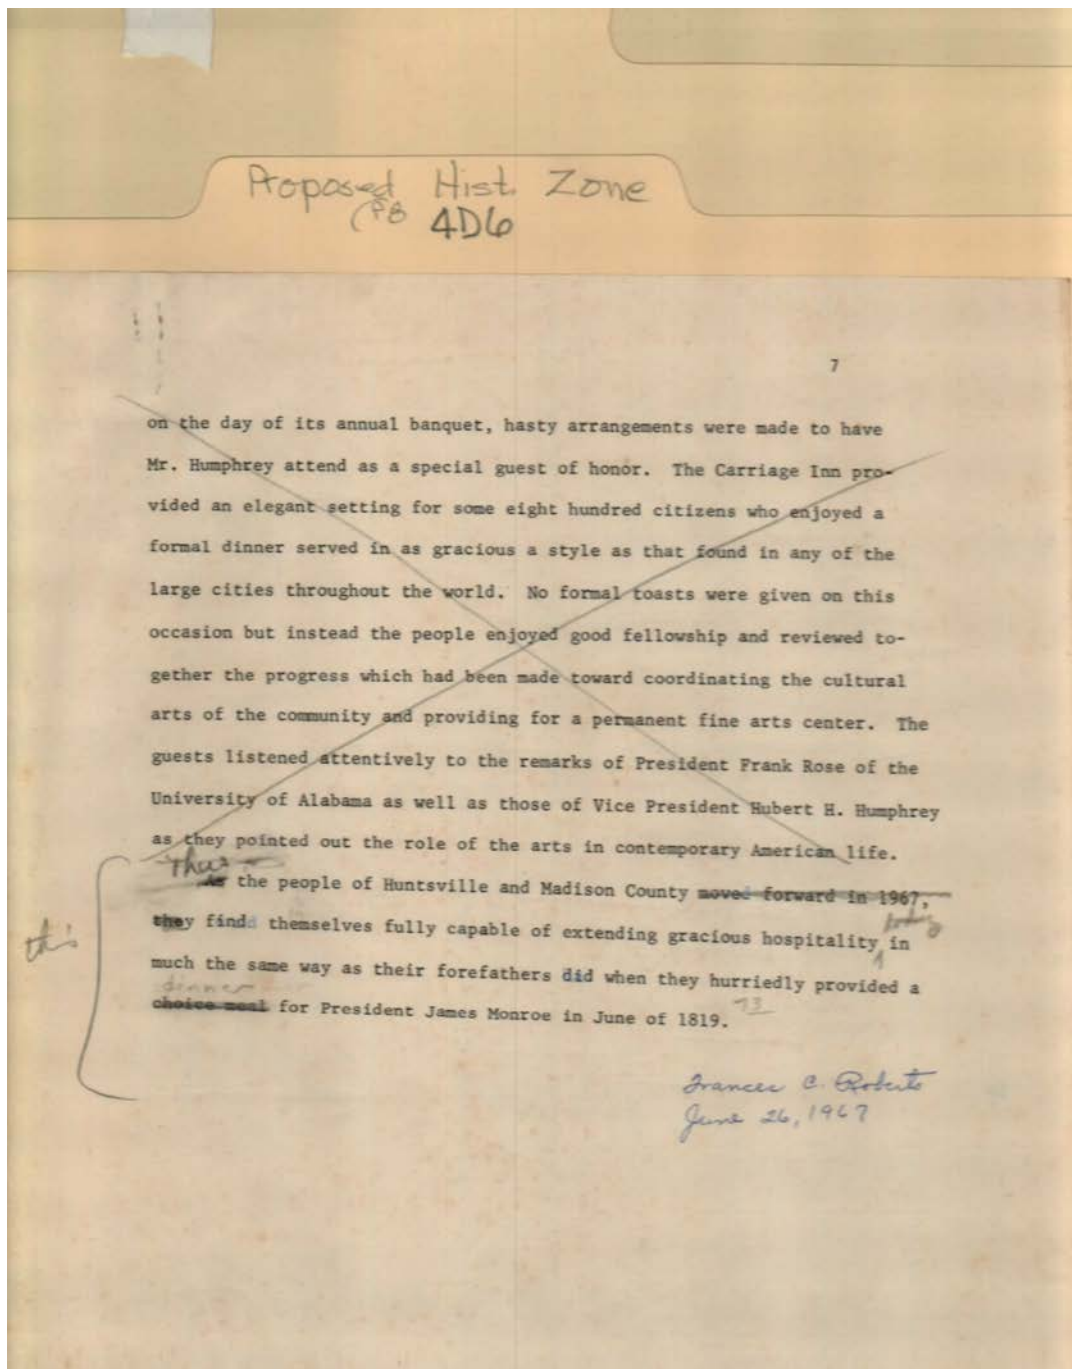 Proposed Hist. Zone
4D6
7
on the day of its annual banquet, hasty arrangements were made to have
Mr. Humphrey attend as a special guest of honor. The Carriage Inn pro-
vided an elegant setting for some eight hundred citizens who enjoyed a
formal dinner served in as gracious a style as that found in any of the
large cities throughout the world. No formal toasts were given on this
occasion but instead the people enjoyed good fellowship and reviewed to-
gether the progress which had been made toward coordinating the cultural
arts of the community and providing for a permanent fine arts center. The
guests listened attentively to the remarks of President Frank Rose of the
University of Alabama as well as those of Vice President Hubert H. Humphrey
as they pointed out the role of the arts in contemporary American life.
Thus
As the people of Huntsville and Madison County moved forward in 1967,
today
this
they find themselves fully capable of extending gracious hospitality in
much the same way as their forefathers did when they hurriedly provided a
dinner
choice meal for President James Monroe in June of 1819. 73
Frances C. Roberts
June 26, 1967